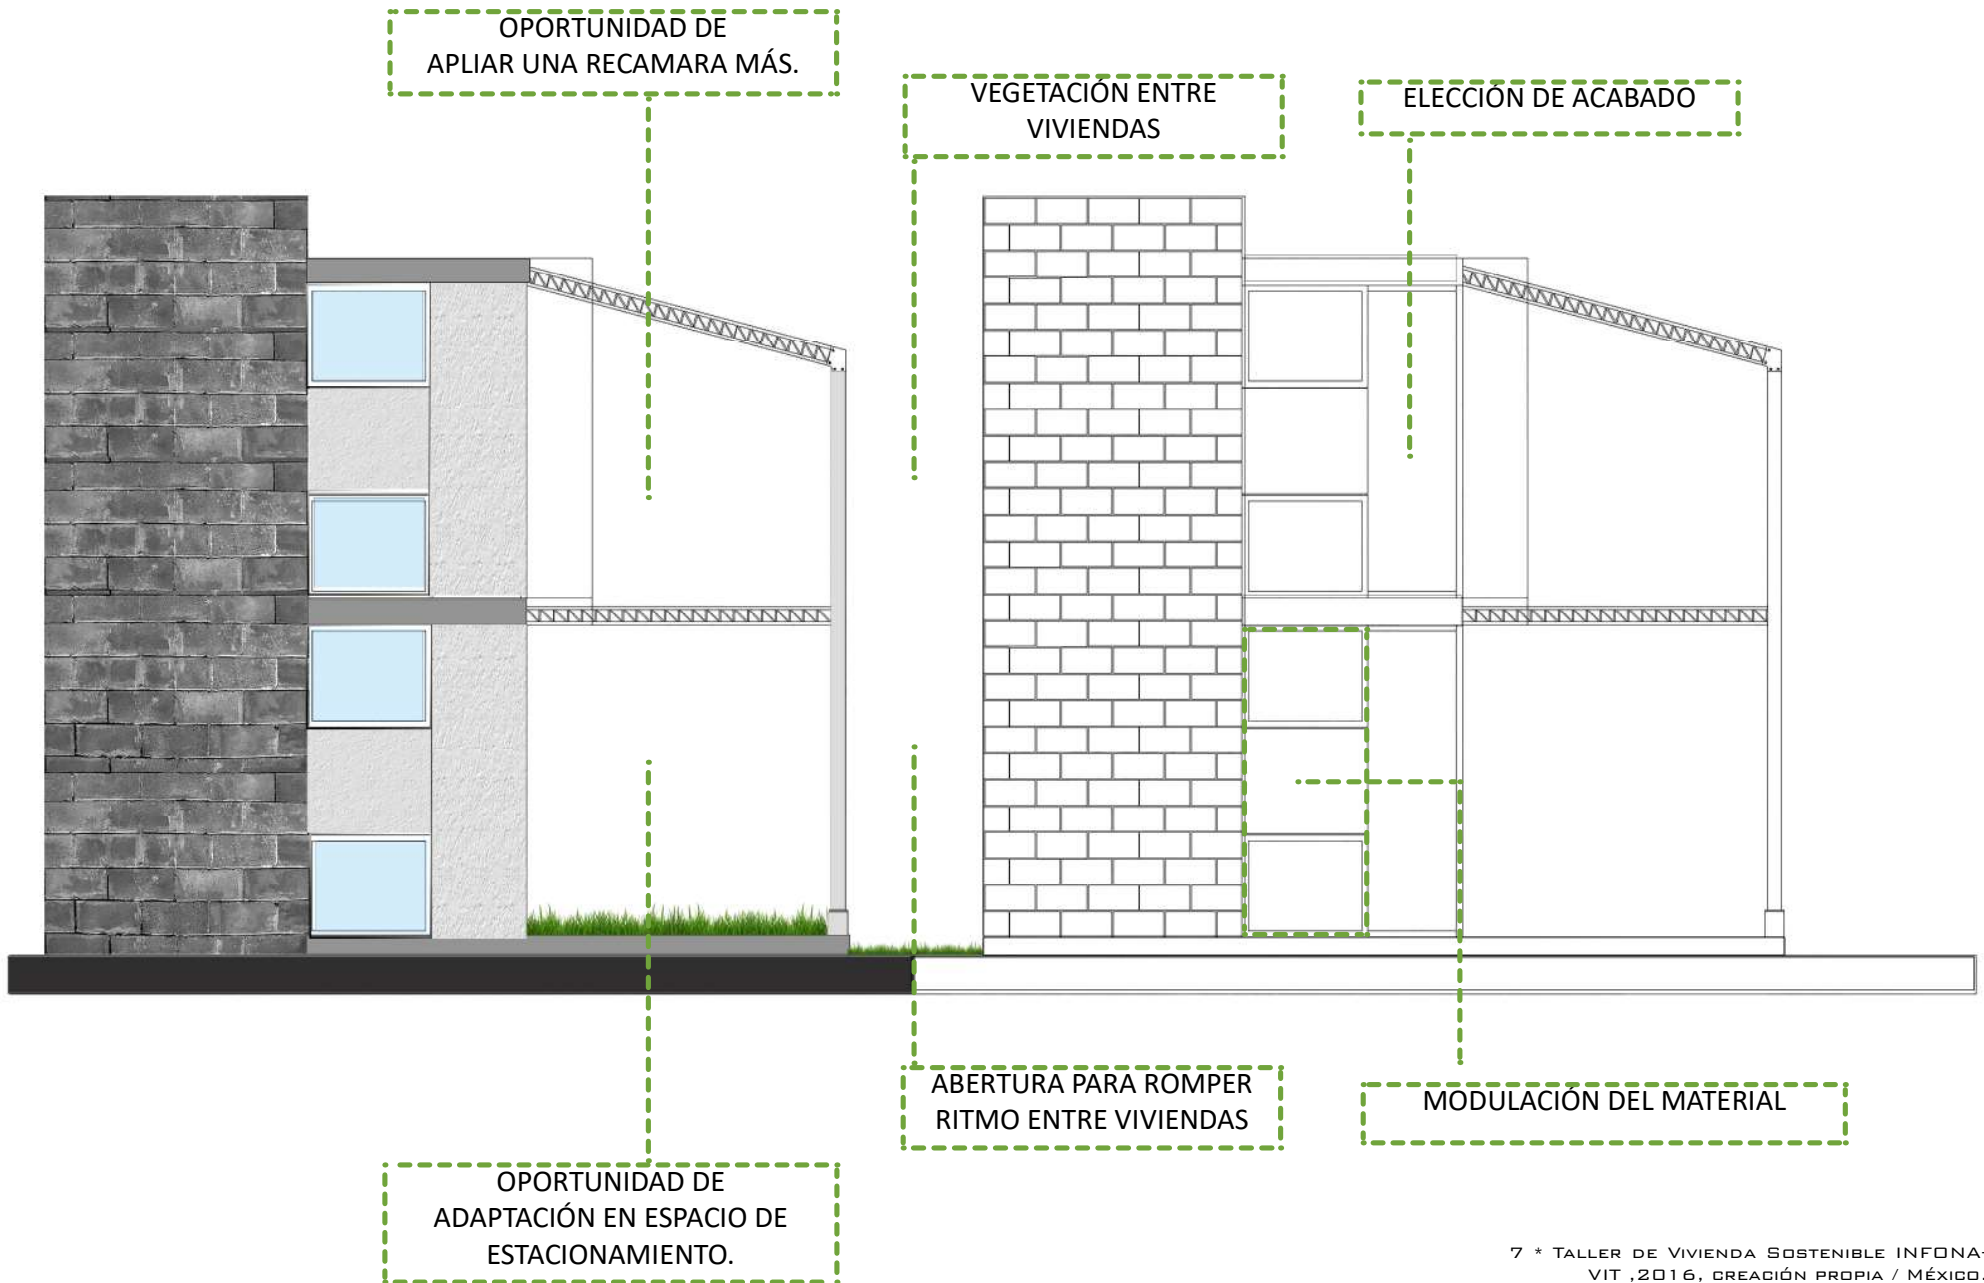 OPORTUNIDAD DE
APLIAR UNA RECAMARA MÁS.
VEGETACIÓN ENTRE
VIVIENDAS
ELECCIÓN DE ACABADO
ABERTURA PARA ROMPER
RITMO ENTRE VIVIENDAS
MODULACIÓN DEL MATERIAL
OPORTUNIDAD DE
ADAPTACIÓN EN ESPACIO DE
ESTACIONAMIENTO.
7 * TALLER DE VIVIENDA SOSTENIBLE INFONA-
VIT ,2016, CREACIÓN PROPIA / MÉXICO.